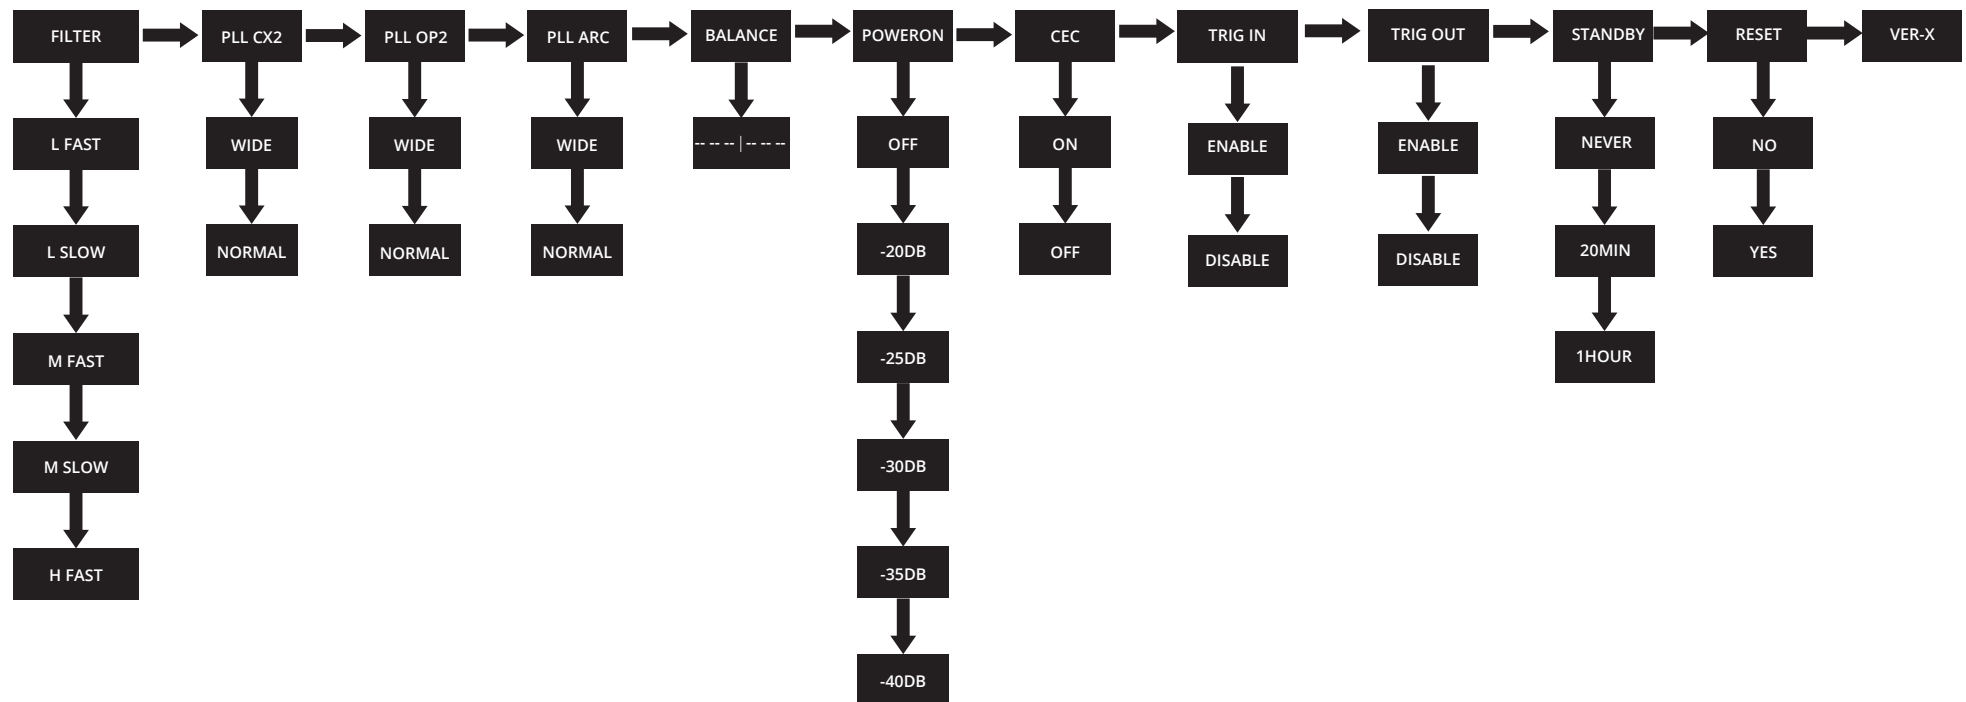 FILTER
PLL CX2
PLL OP2
PLL ARC
BALANCE
POWERON
CEC
TRIG IN
TRIG OUT
STANDBY
RESET
VER-X
L FAST
L SLOW
M FAST
M SLOW
H FAST
WIDE
NORMAL
WIDE
NORMAL
WIDE
NORMAL
-- -- -- | -- -- --
OFF
-20DB
-25DB
-30DB
-35DB
-40DB
ON
OFF
ENABLE
DISABLE
ENABLE
DISABLE
NEVER
20MIN
1HOUR
NO
YES